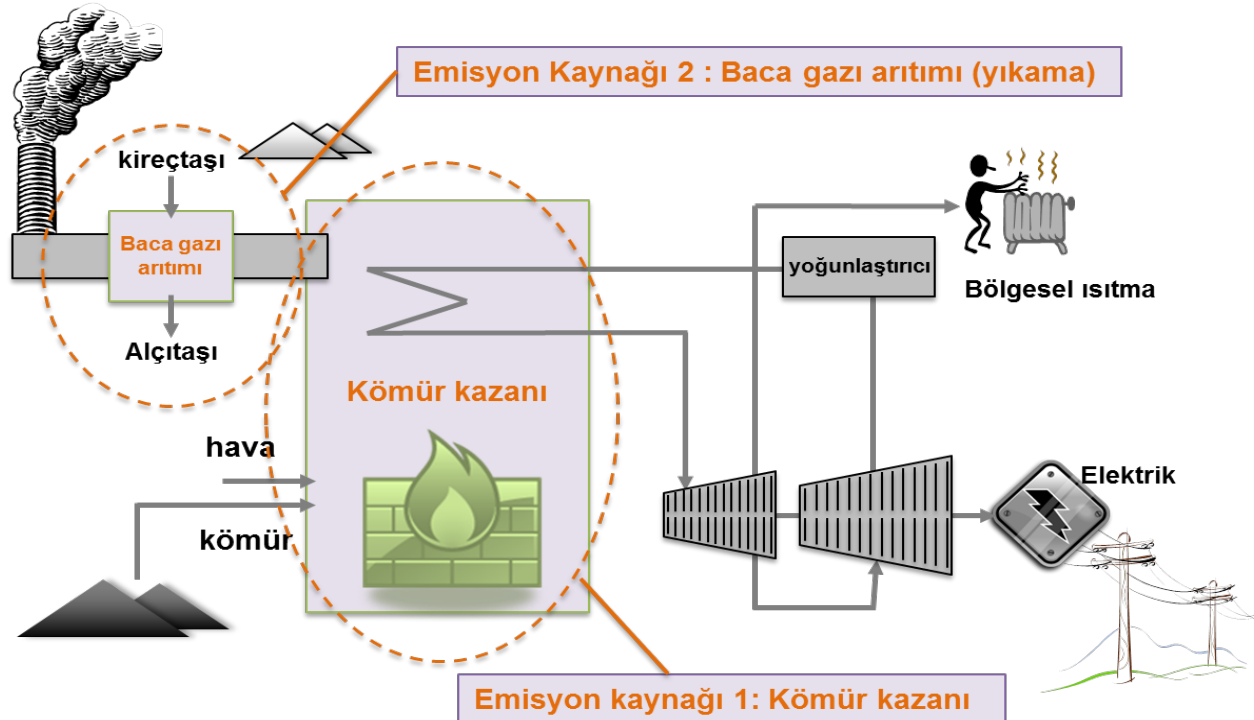 Emisyon Kaynağı 2 : Baca gazı arıtımı (yıkama)
kireçtaşı
Baca gazı
arıtımı
Alçıtaşı
yoğunlaştırıcı
Bölgesel ısıtma
Kömür kazanı
hava
kömür
Elektrik
Emisyon kaynağı 1: Kömür kazanı